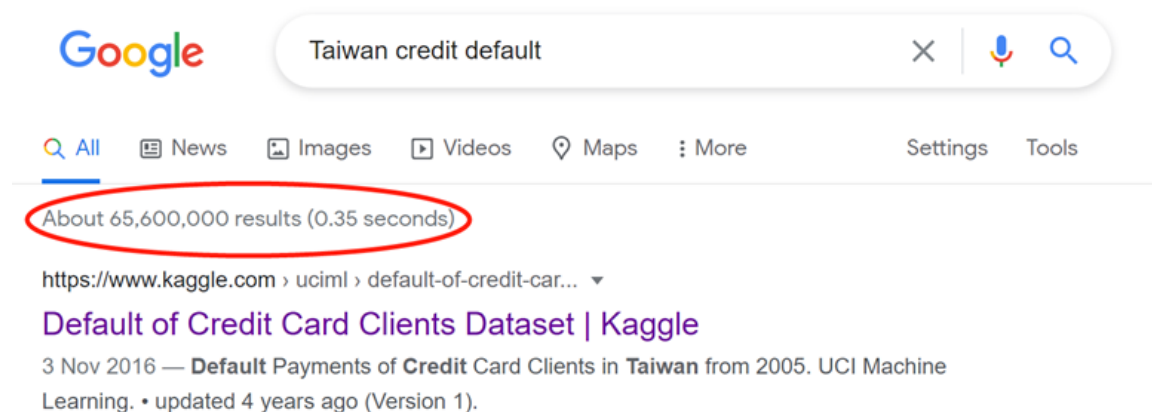 Google
Taiwan credit default
All News Images Videos Maps More Settings Tools
About 65,600,000 results (0.35 seconds)
https://www.kaggle.com › uciml › default-of-credit-car...
Default of Credit Card Clients Dataset | Kaggle
3 Nov 2016 — Default Payments of Credit Card Clients in Taiwan from 2005. UCI Machine
Learning. • updated 4 years ago (Version 1).